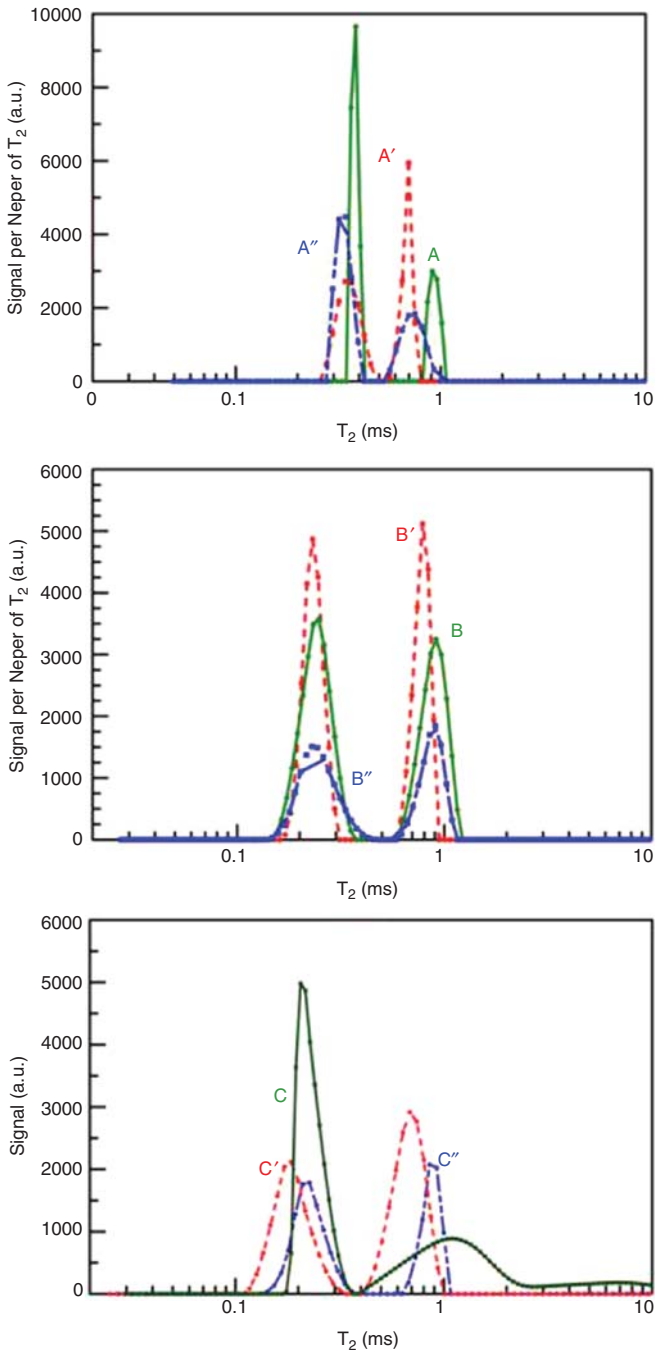 Signal per Neper of T₂ (a.u.)
10000
8000
6000
4000
2000
0
A′
A″
A
0
0.1
1
10
T₂ (ms)
Signal per Neper of T₂ (a.u.)
6000
5000
4000
3000
2000
1000
0
B′
B
B″
0.1
1
10
T₂ (ms)
Signal (a.u.)
6000
5000
4000
3000
2000
1000
0
C
C′
C″
0.1
1
10
T₂ (ms)